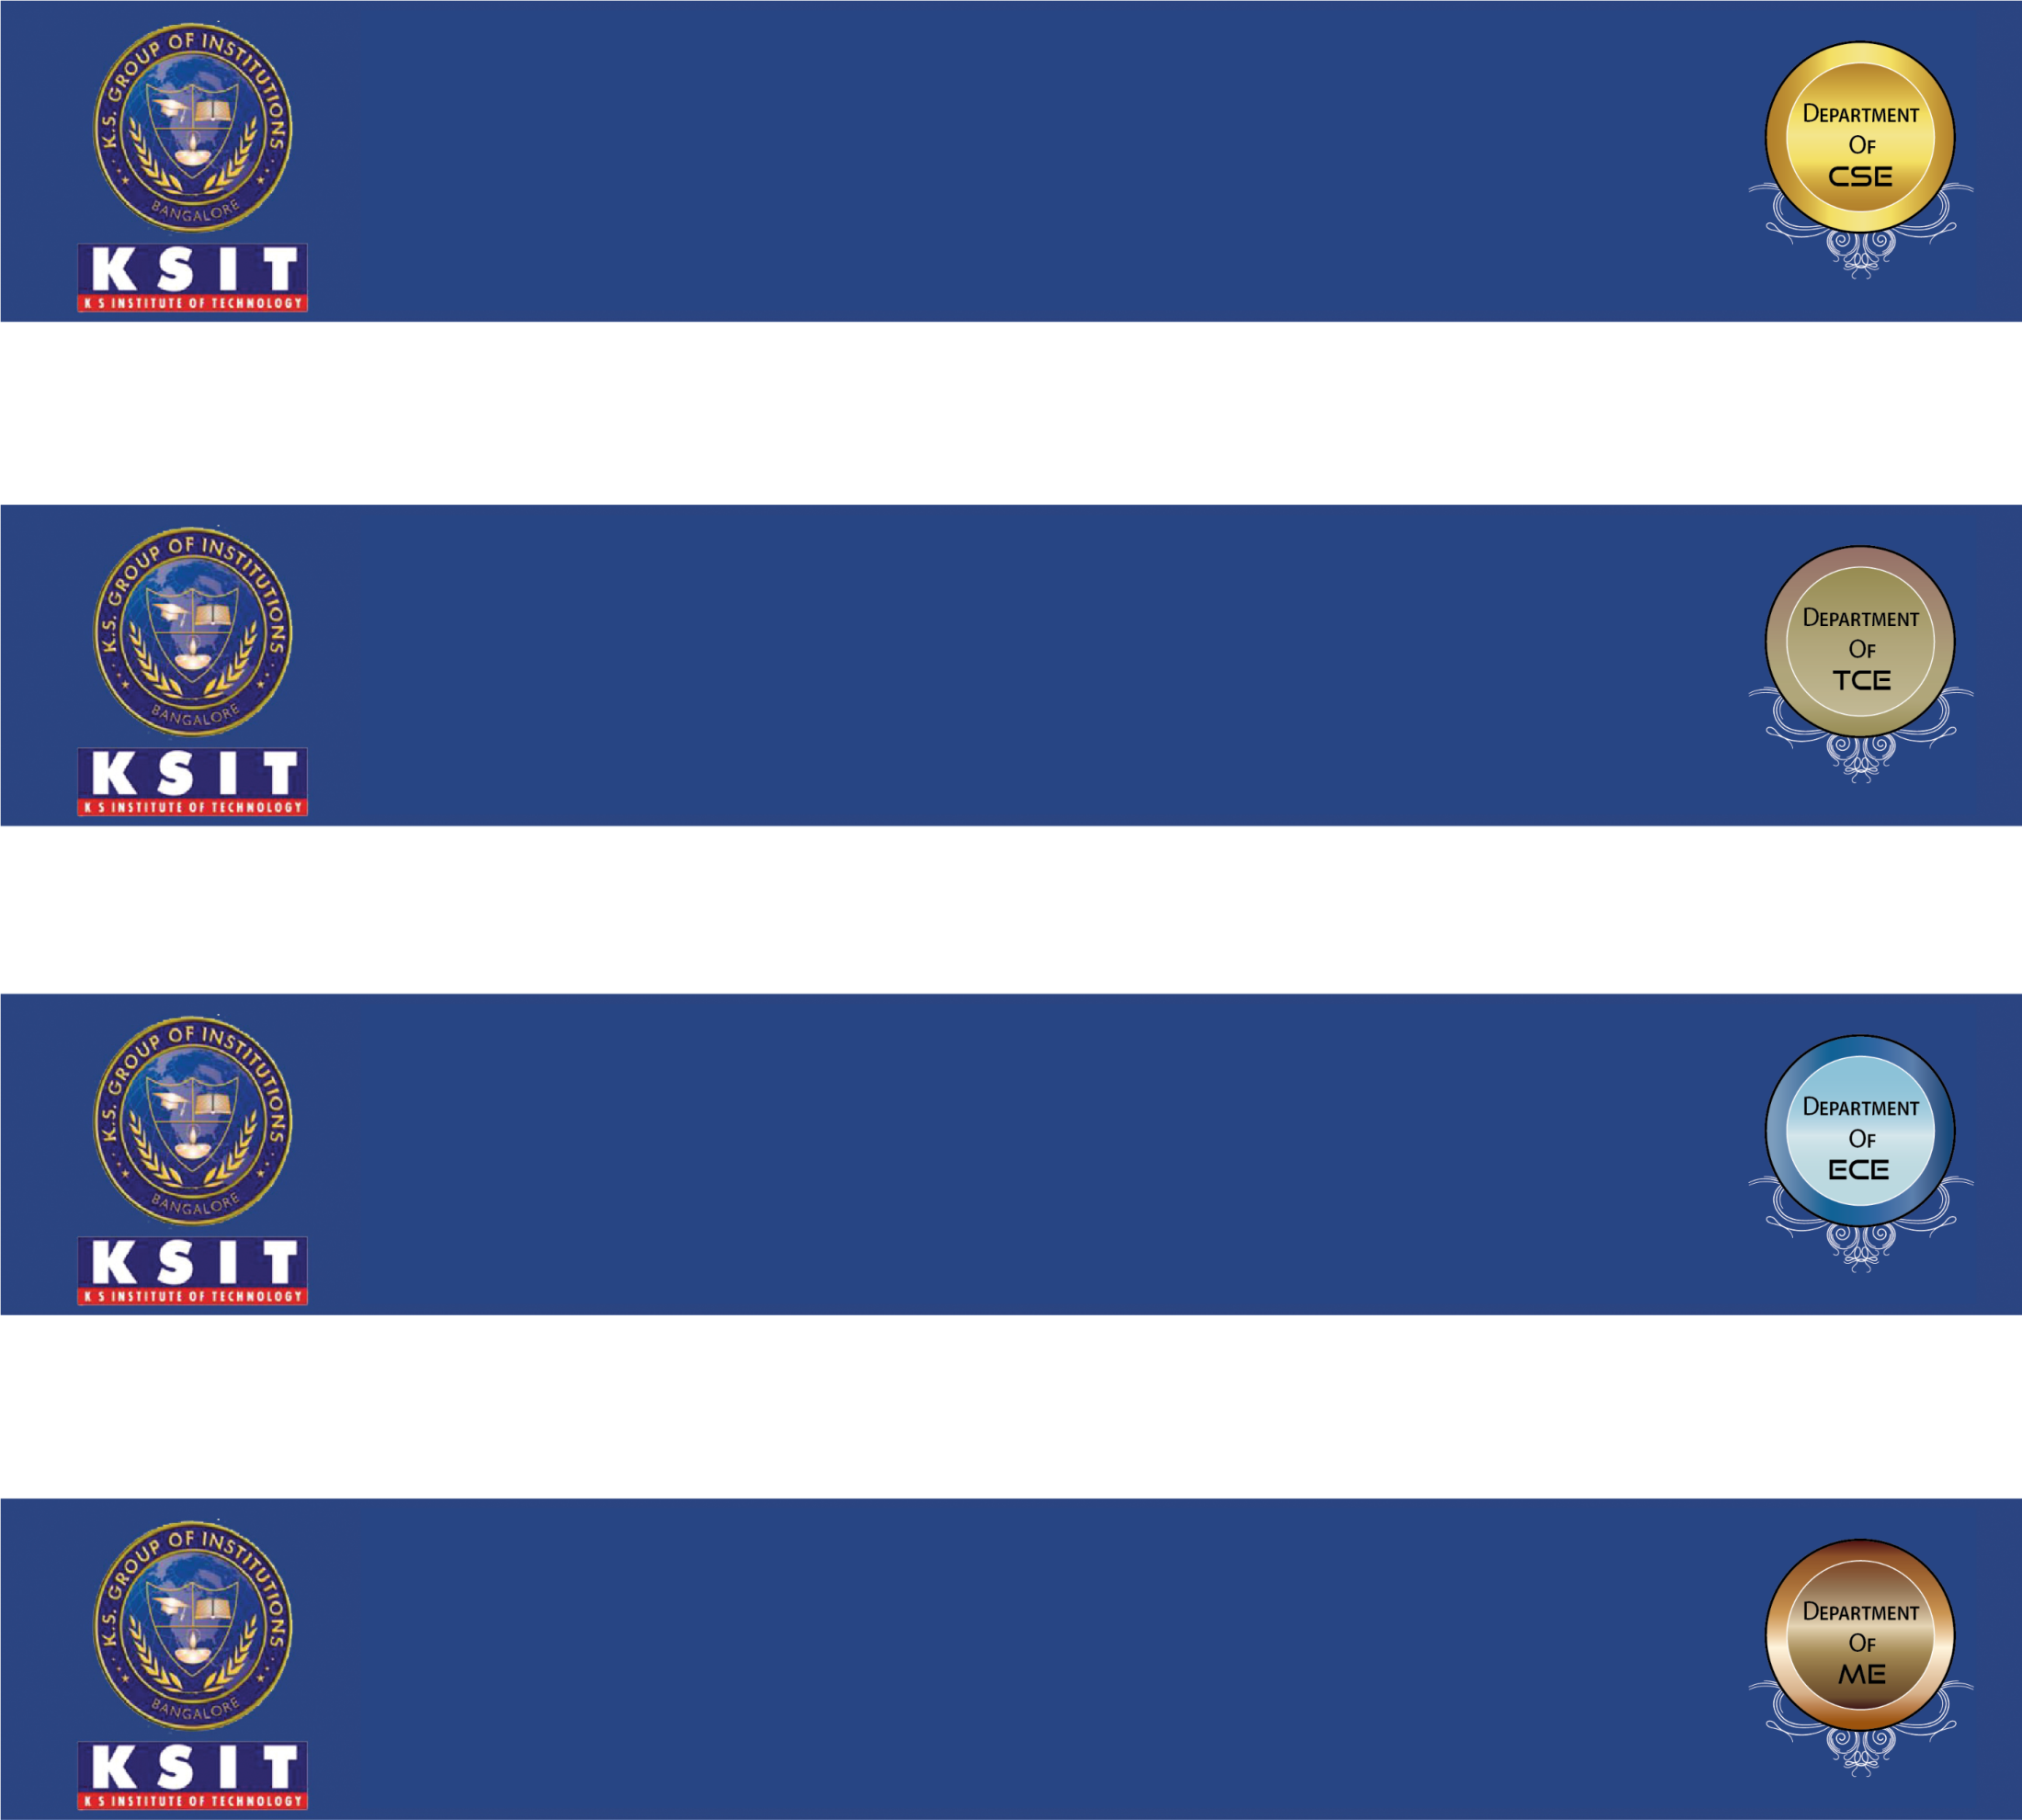 K.S. GROUP OF INSTITUTIONS
BANGALORE
KSIT
K S INSTITUTE OF TECHNOLOGY
DEPARTMENT
OF
CSE
K.S. GROUP OF INSTITUTIONS
BANGALORE
KSIT
K S INSTITUTE OF TECHNOLOGY
DEPARTMENT
OF
TCE
K.S. GROUP OF INSTITUTIONS
BANGALORE
KSIT
K S INSTITUTE OF TECHNOLOGY
DEPARTMENT
OF
ECE
K.S. GROUP OF INSTITUTIONS
BANGALORE
KSIT
K S INSTITUTE OF TECHNOLOGY
DEPARTMENT
OF
ME